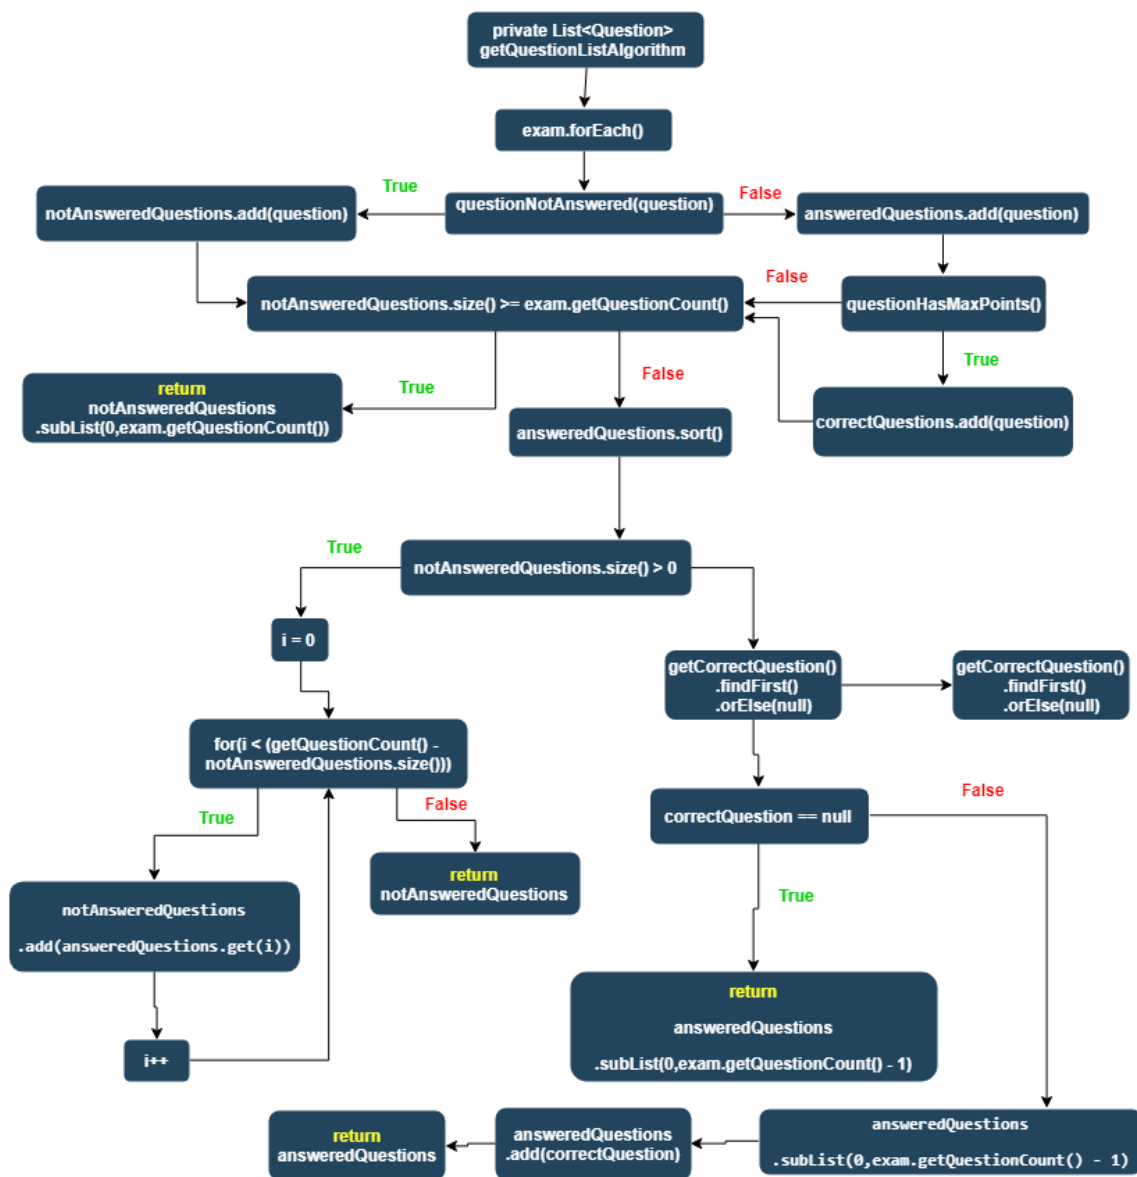 private List<Question>
getQuestionListAlgorithm
exam.forEach()
True
questionNotAnswered(question)
False
notAnsweredQuestions.add(question)
answeredQuestions.add(question)
False
notAnsweredQuestions.size() >= exam.getQuestionCount()
questionHasMaxPoints()
True
True
False
return
notAnsweredQuestions
.subList(0,exam.getQuestionCount())
answeredQuestions.sort()
correctQuestions.add(question)
True
notAnsweredQuestions.size() > 0
i = 0
getCorrectQuestion()
.findFirst()
.orElse(null)
getCorrectQuestion()
.findFirst()
.orElse(null)
for(i < (getQuestionCount() -
notAnsweredQuestions.size()))
True
False
correctQuestion == null
False
return
notAnsweredQuestions
True
notAnsweredQuestions
.add(answeredQuestions.get(i))
i++
return
answeredQuestions
.subList(0,exam.getQuestionCount() - 1)
answeredQuestions
.subList(0,exam.getQuestionCount() - 1)
answeredQuestions
.add(correctQuestion)
return
answeredQuestions